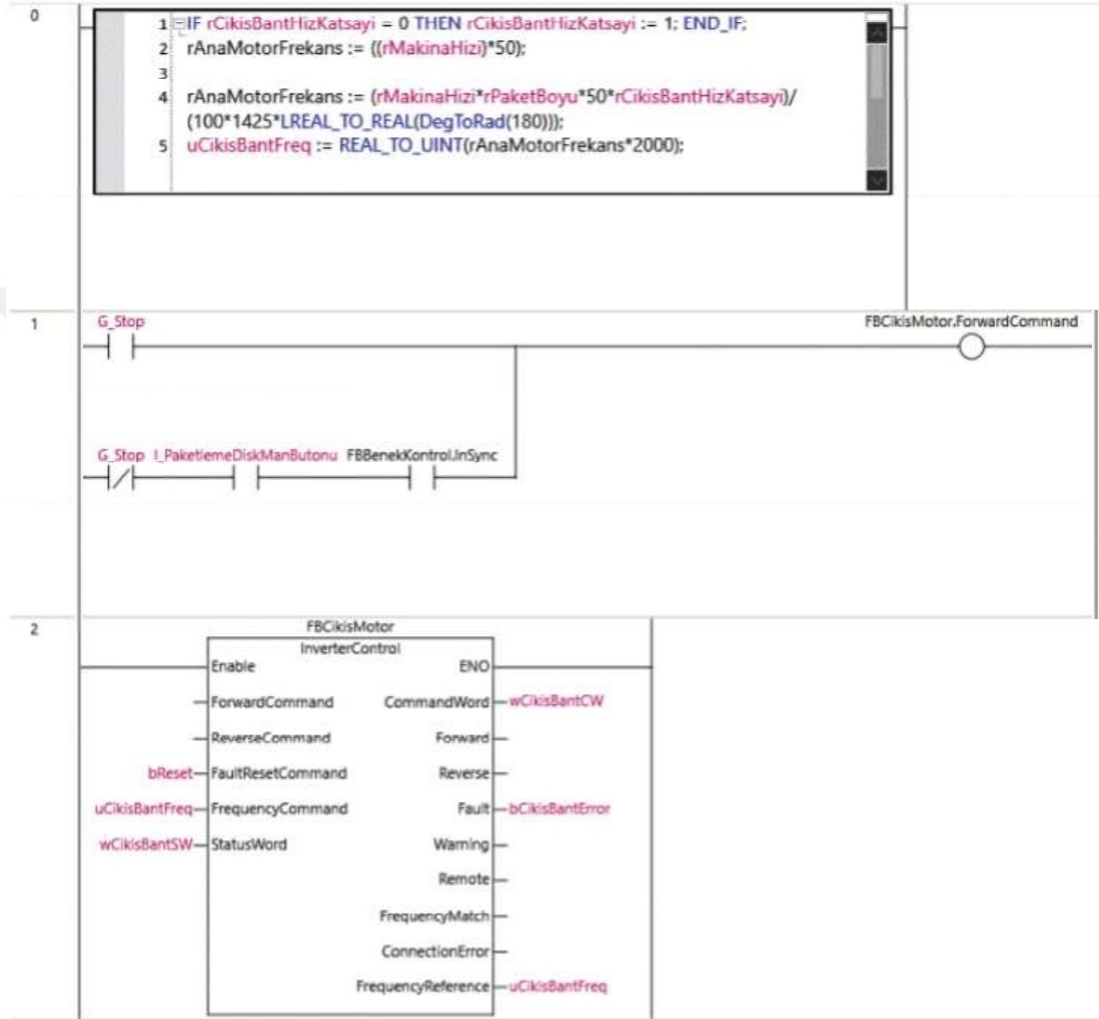 0
1 IF rCikisBantHizKatsayi = 0 THEN rCikisBantHizKatsayi := 1; END_IF;
2 rAnaMotorFrekans := ((rMakinaHizi)*50);
3
4 rAnaMotorFrekans := (rMakinaHizi*rPaketBoyu*50*rCikisBantHizKatsayi)/
(100*1425*LREAL_TO_REAL(DegToRad(180)));
5 uCikisBantFreq := REAL_TO_UINT(rAnaMotorFrekans*2000);
1
G_Stop FBCikisMotor.ForwardCommand
G_Stop I_PaketlemeDiskManButonu FBBenekKontrol.InSync
2
FBCikisMotor
InverterControl
Enable ENO
ForwardCommand CommandWord wCikisBantCW
ReverseCommand Forward
bReset FaultResetCommand Reverse
uCikisBantFreq FrequencyCommand Fault bCikisBantError
wCikisBantSW StatusWord Warning
Remote
FrequencyMatch
ConnectionError
FrequencyReference uCikisBantFreq